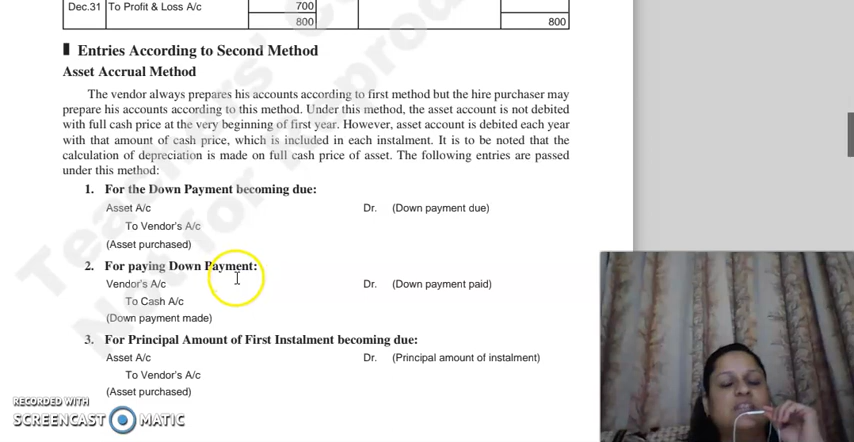 Dec.31 To Profit & Loss A/c 700
800 800
Entries According to Second Method
Asset Accrual Method
The vendor always prepares his accounts according to first method but the hire purchaser may
prepare his accounts according to this method. Under this method, the asset account is not debited
with full cash price at the very beginning of first year. However, asset account is debited each year
with that amount of cash price, which is included in each instalment. It is to be noted that the
calculation of depreciation is made on full cash price of asset. The following entries are passed
under this method:
1. For the Down Payment becoming due:
Asset A/c Dr. (Down payment due)
To Vendor's A/c
(Asset purchased)
2. For paying Down Payment:
Vendor's A/c Dr. (Down payment paid)
To Cash A/c
(Down payment made)
3. For Principal Amount of First Instalment becoming due:
Asset A/c Dr. (Principal amount of instalment)
To Vendor's A/c
(Asset purchased)
RECORDED WITH
SCREENCAST MATIC